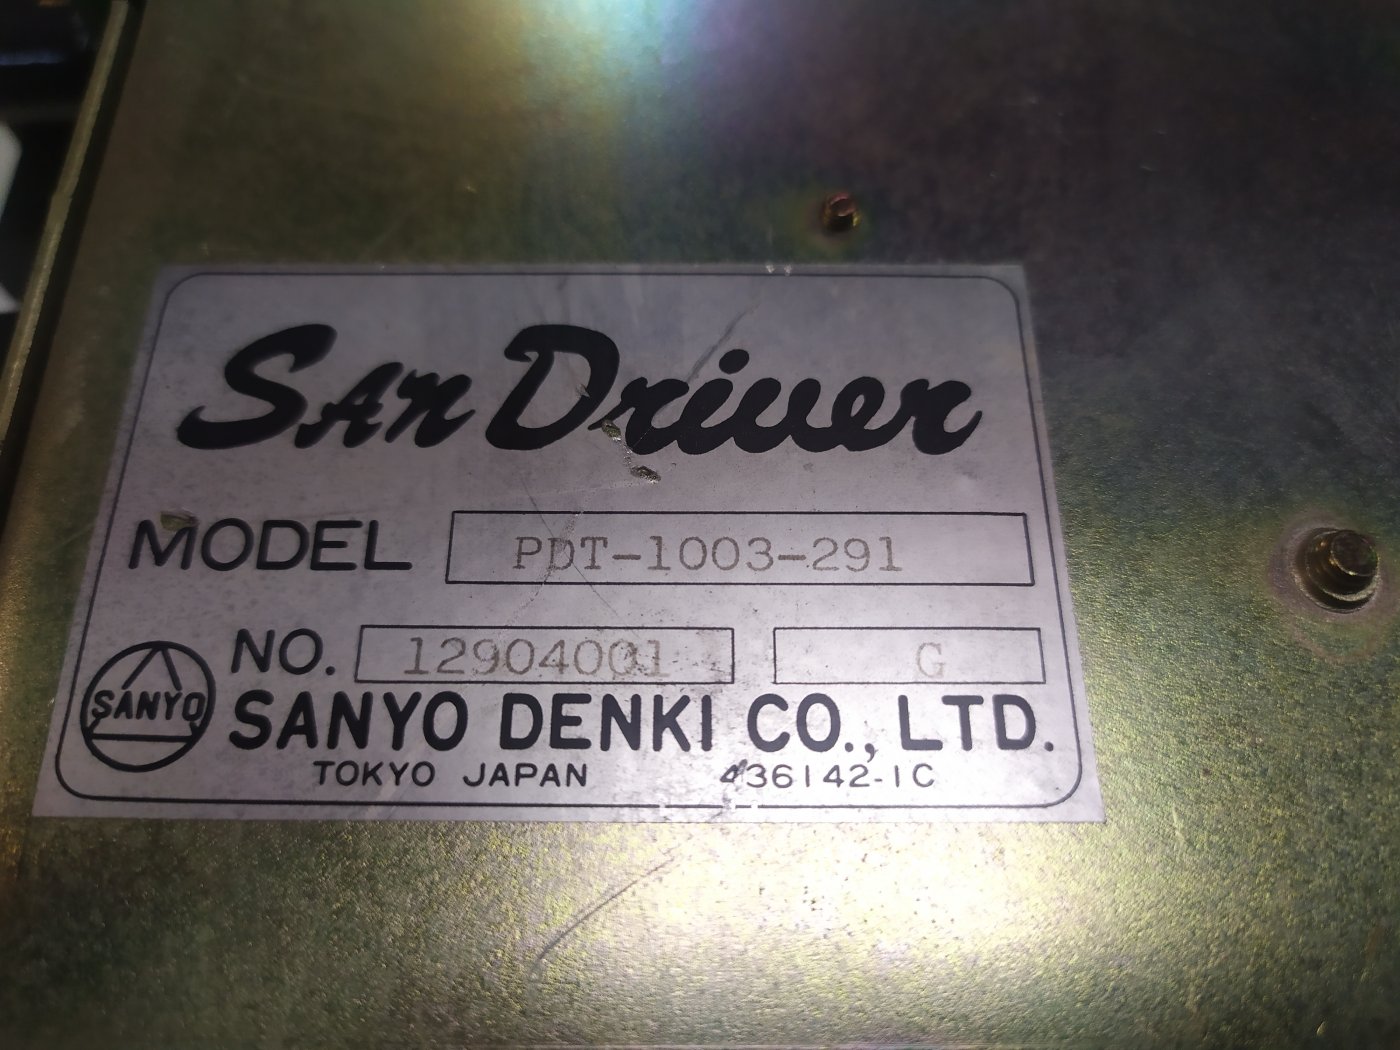 SAN Driver
MODEL PDT-1003-291
NO. 12904001 G
SANYO SANYO DENKI CO., LTD.
TOKYO JAPAN 436142-1C